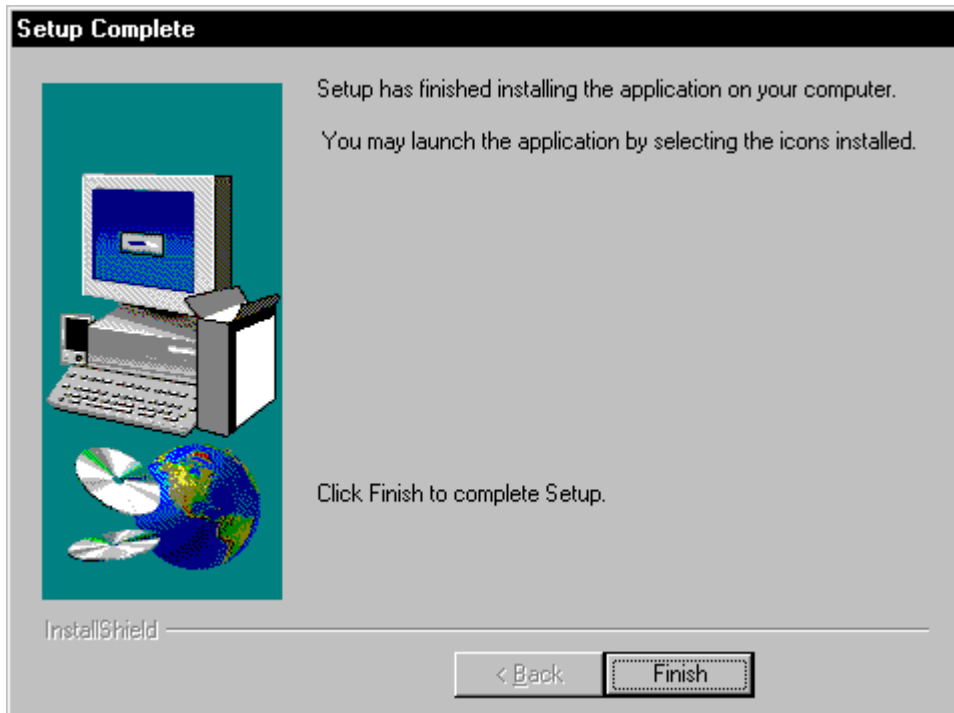 Setup Complete
Setup has finished installing the application on your computer.
You may launch the application by selecting the icons installed.
Click Finish to complete Setup.
InstallShield
< Back
Finish